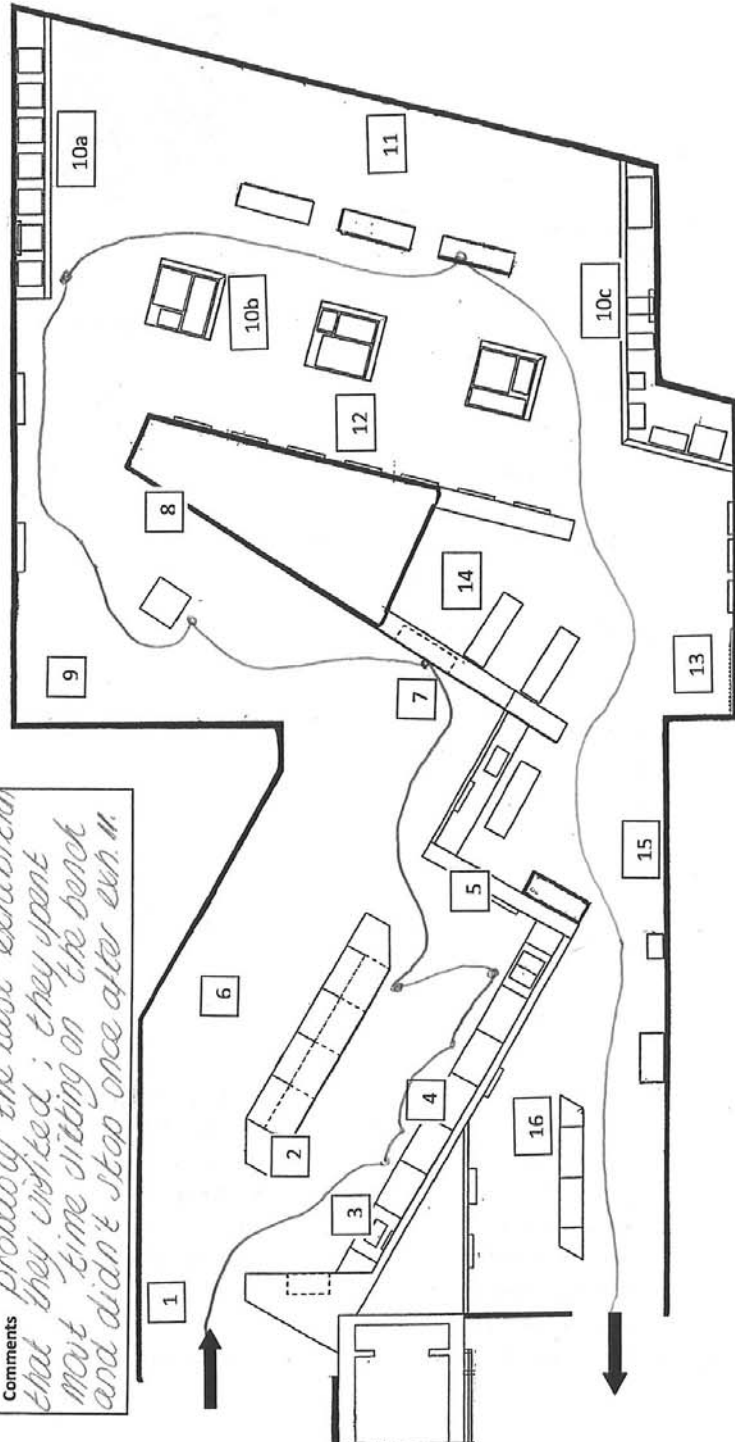 Comments probably the last exhibition
that they visited; they spent
most time sitting on the bench
and didn't stop once after exh. 11.
1
2
3
4
5
6
7
8
9
10a
10b
10c
11
12
13
14
15
16